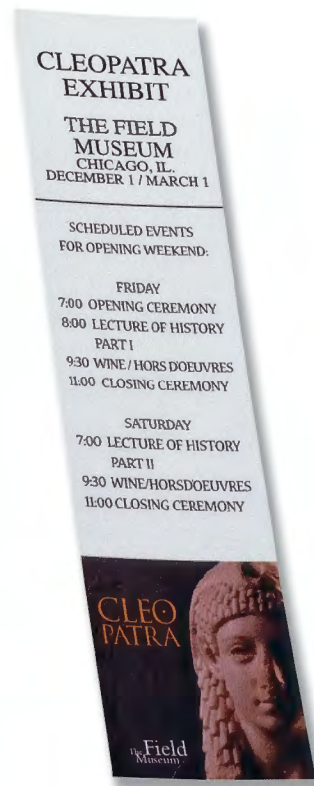 CLEOPATRA
EXHIBIT
THE FIELD
MUSEUM
CHICAGO, IL.
DECEMBER 1 / MARCH 1
SCHEDULED EVENTS
FOR OPENING WEEKEND:
FRIDAY
7:00 OPENING CEREMONY
8:00 LECTURE OF HISTORY
PART I
9:30 WINE / HORS D'OEUVRES
11:00 CLOSING CEREMONY
SATURDAY
7:00 LECTURE OF HISTORY
PART II
9:30 WINE/HORSD'OEUVRES
11:00 CLOSING CEREMONY
CLEO
PATRA
The Field
Museum